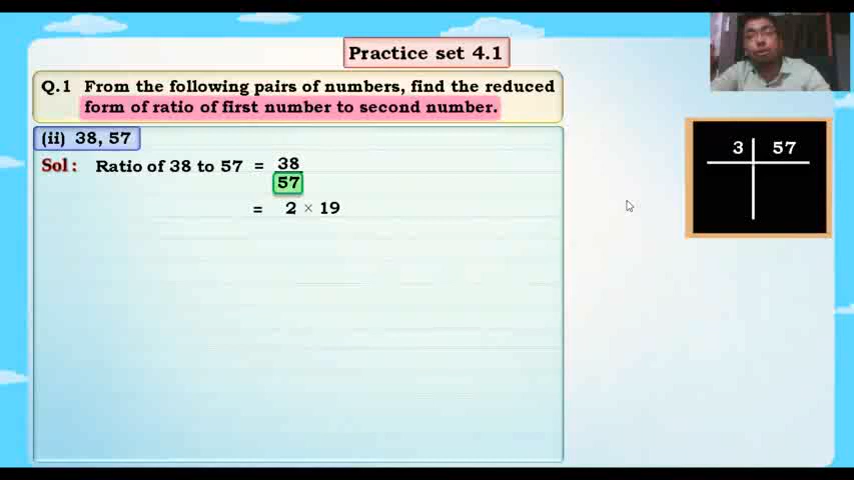 Practice set 4.1
Q.1 From the following pairs of numbers, find the reduced
form of ratio of first number to second number.
(ii) 38, 57
Sol : Ratio of 38 to 57 = 38
57
= 2 × 19
3 57